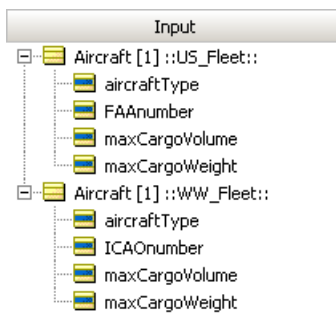 Input
Aircraft [1] ::US_Fleet::
aircraftType
FAAnumber
maxCargoVolume
maxCargoWeight
Aircraft [1] ::WW_Fleet::
aircraftType
ICAOnumber
maxCargoVolume
maxCargoWeight